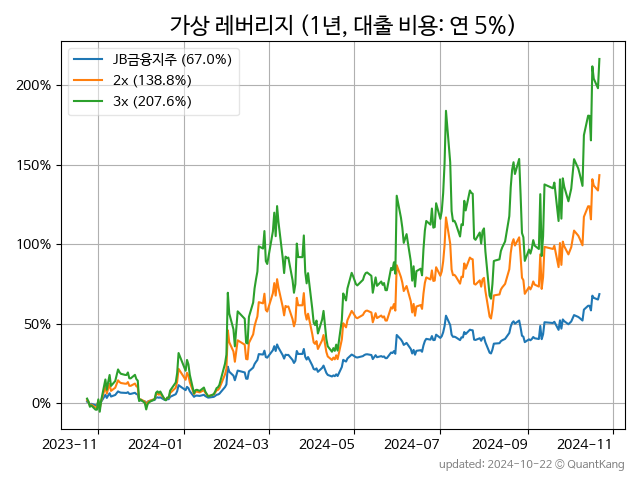 가상 레버리지 (1년, 대출 비용: 연 5%)
JB금융지주 (67.0%)
2x (138.8%)
3x (207.6%)
200%
150%
100%
50%
0%
2023-11
2024-01
2024-03
2024-05
2024-07
2024-09
2024-11
updated: 2024-10-22 © QuantKang